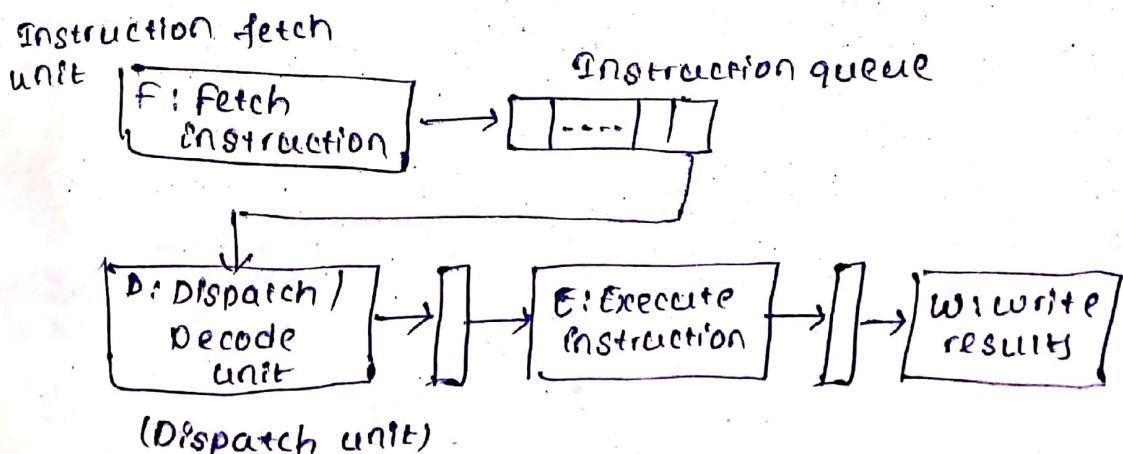 Instruction fetch
unit
F: Fetch
instruction
Instruction queue
....
D: Dispatch/
Decode
unit
E: Execute
instruction
W: write
results
(Dispatch unit)